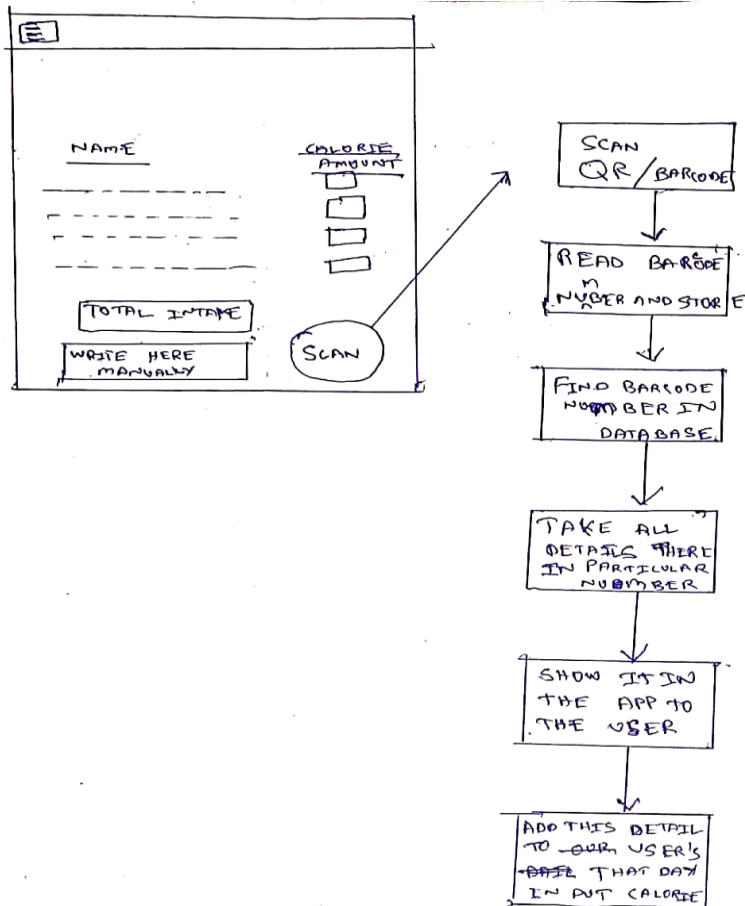 NAME
CALORIE
AMOUNT
TOTAL INTAKE
WRITE HERE
MANUALLY
SCAN
SCAN
QR/BARCODE
READ BARCODE
NUMBER AND STORE
FIND BARCODE
NUMBER IN
DATABASE
TAKE ALL
DETAILS THERE
IN PARTICULAR
NUMBER
SHOW IT IN
THE APP TO
THE USER
ADD THIS DETAIL
TO OUR USER'S
THAT DAY
IN PUT CALORIE